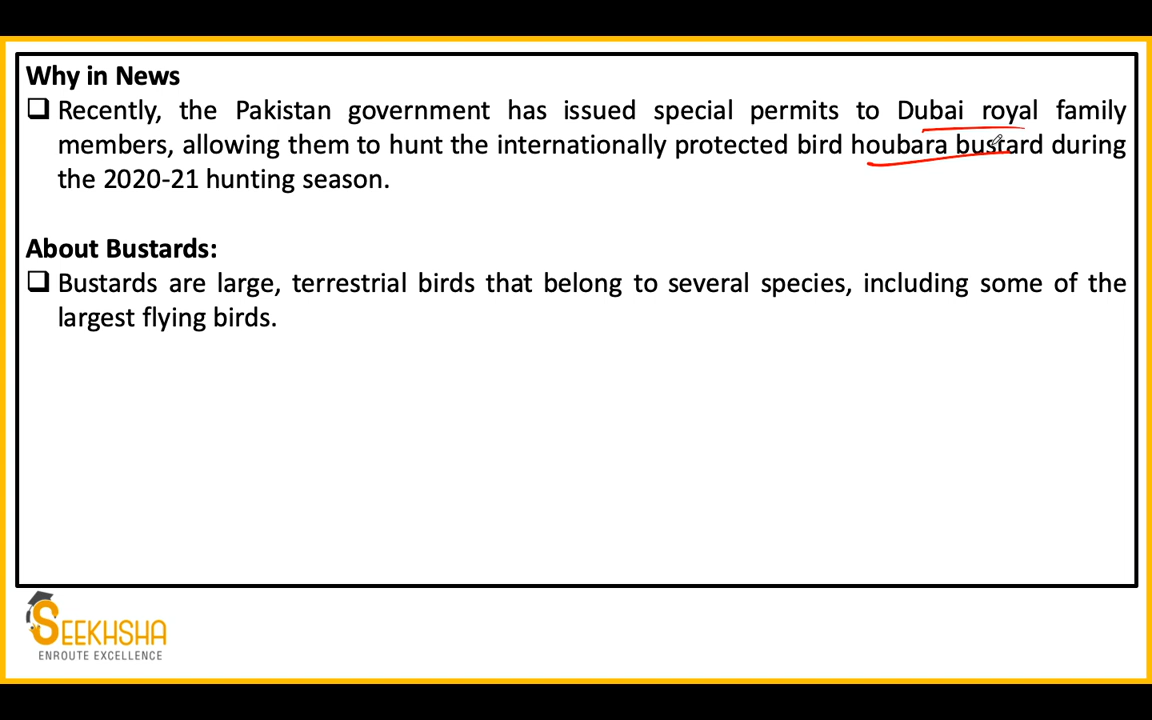 Why in News
❑ Recently, the Pakistan government has issued special permits to Dubai royal family
members, allowing them to hunt the internationally protected bird houbara bustard during
the 2020-21 hunting season.
About Bustards:
❑ Bustards are large, terrestrial birds that belong to several species, including some of the
largest flying birds.
SEEKHSHA
ENROUTE EXCELLENCE